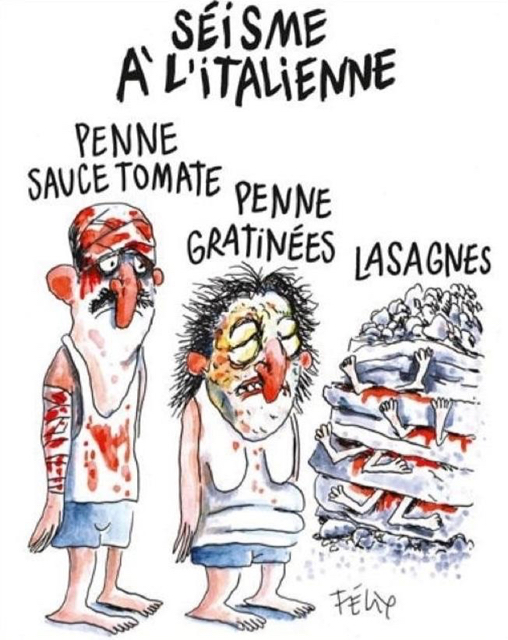 SÉISME
À L'ITALIENNE
PENNE
SAUCE TOMATE
PENNE
GRATINÉES
LASAGNES
FÉLIX